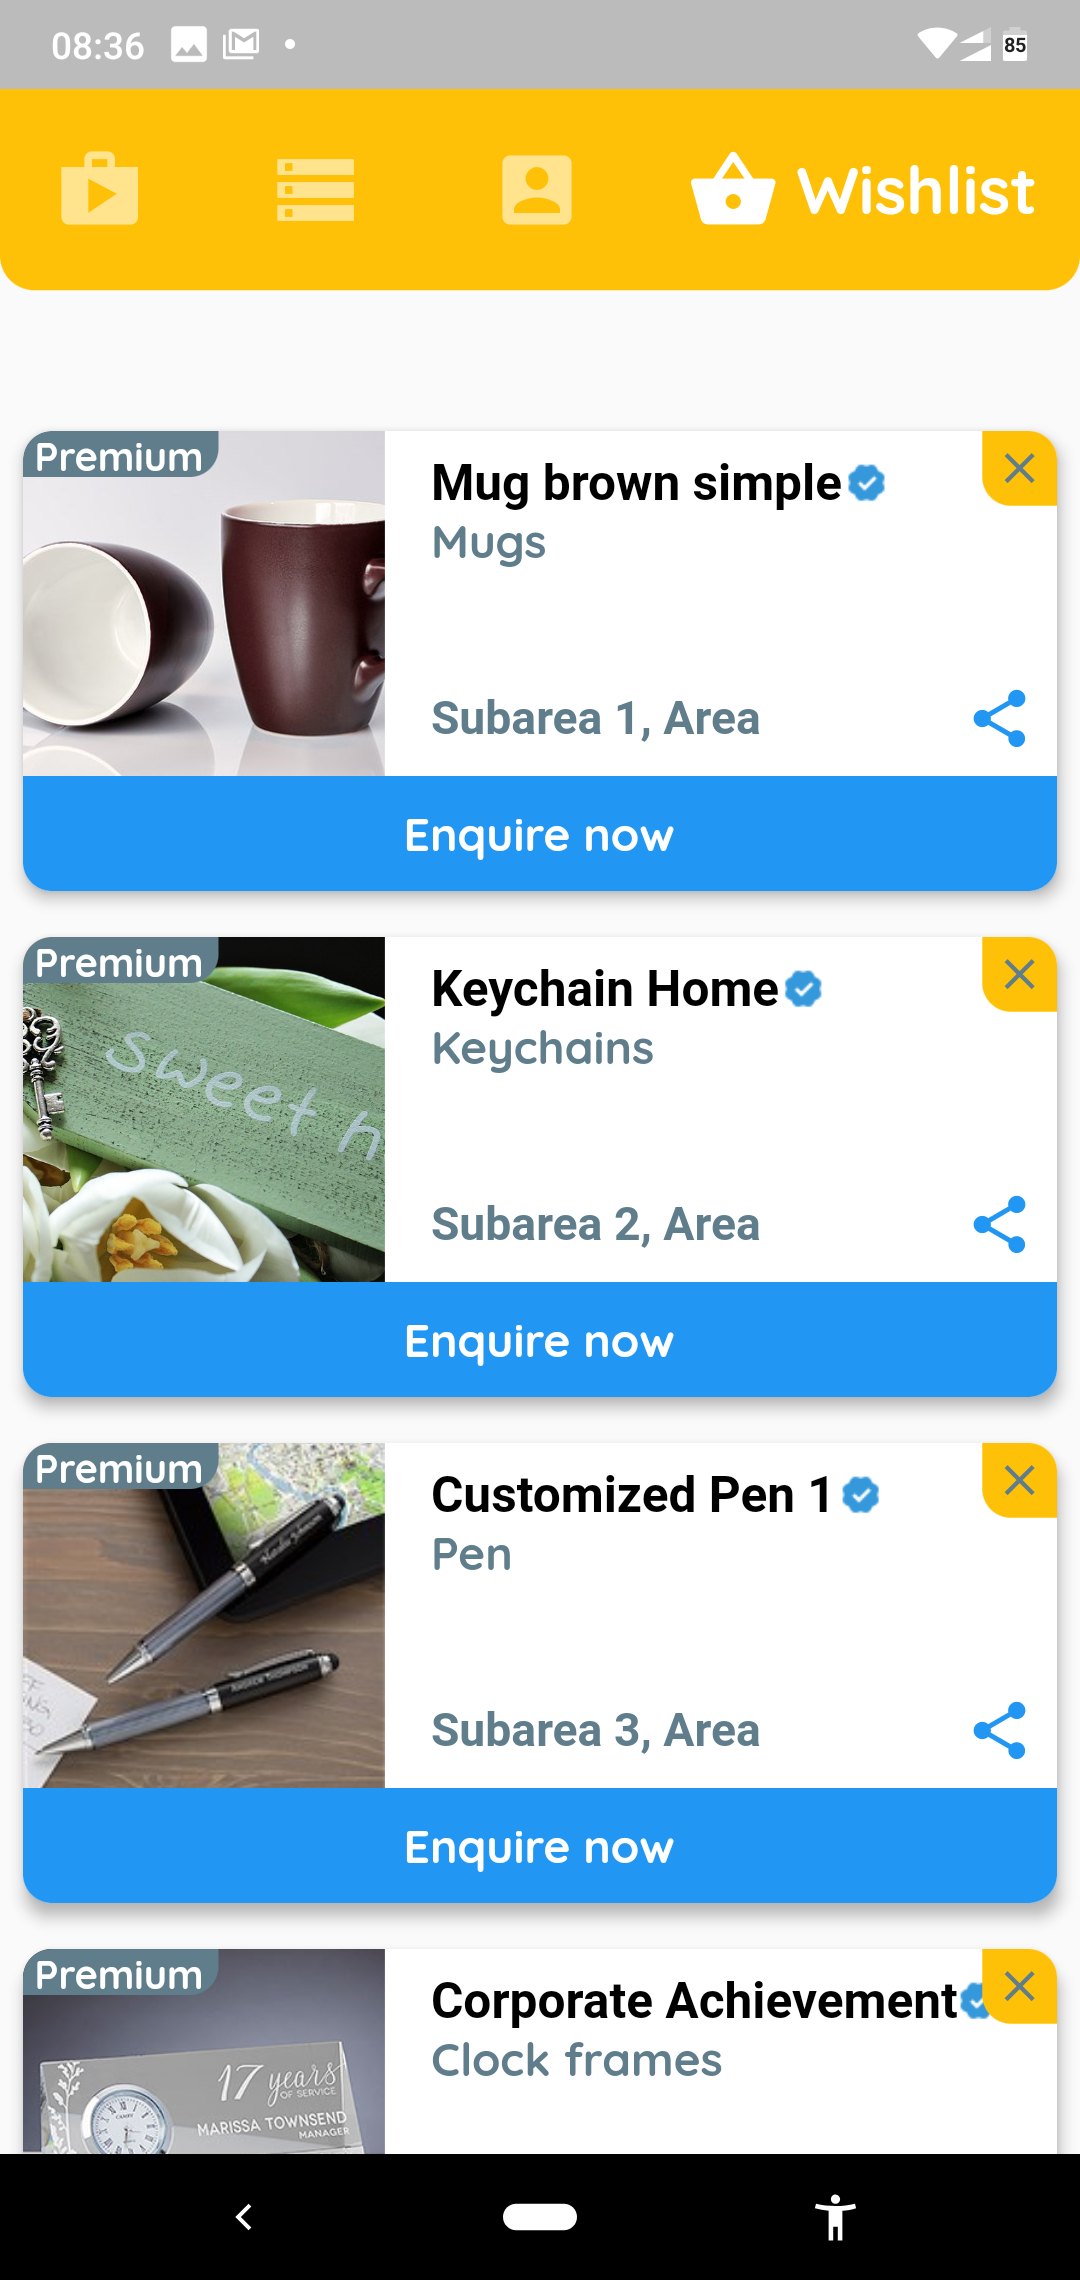 08:36
85
Wishlist
Premium
Mug brown simple
Mugs
Subarea 1, Area
Enquire now
Premium
Keychain Home
Keychains
sweet h
Subarea 2, Area
Enquire now
Premium
Customized Pen 1
Pen
Subarea 3, Area
Enquire now
Premium
Corporate Achievement
Clock frames
17 years
OF SERVICE
MARISSA TOWNSEND
MANAGER